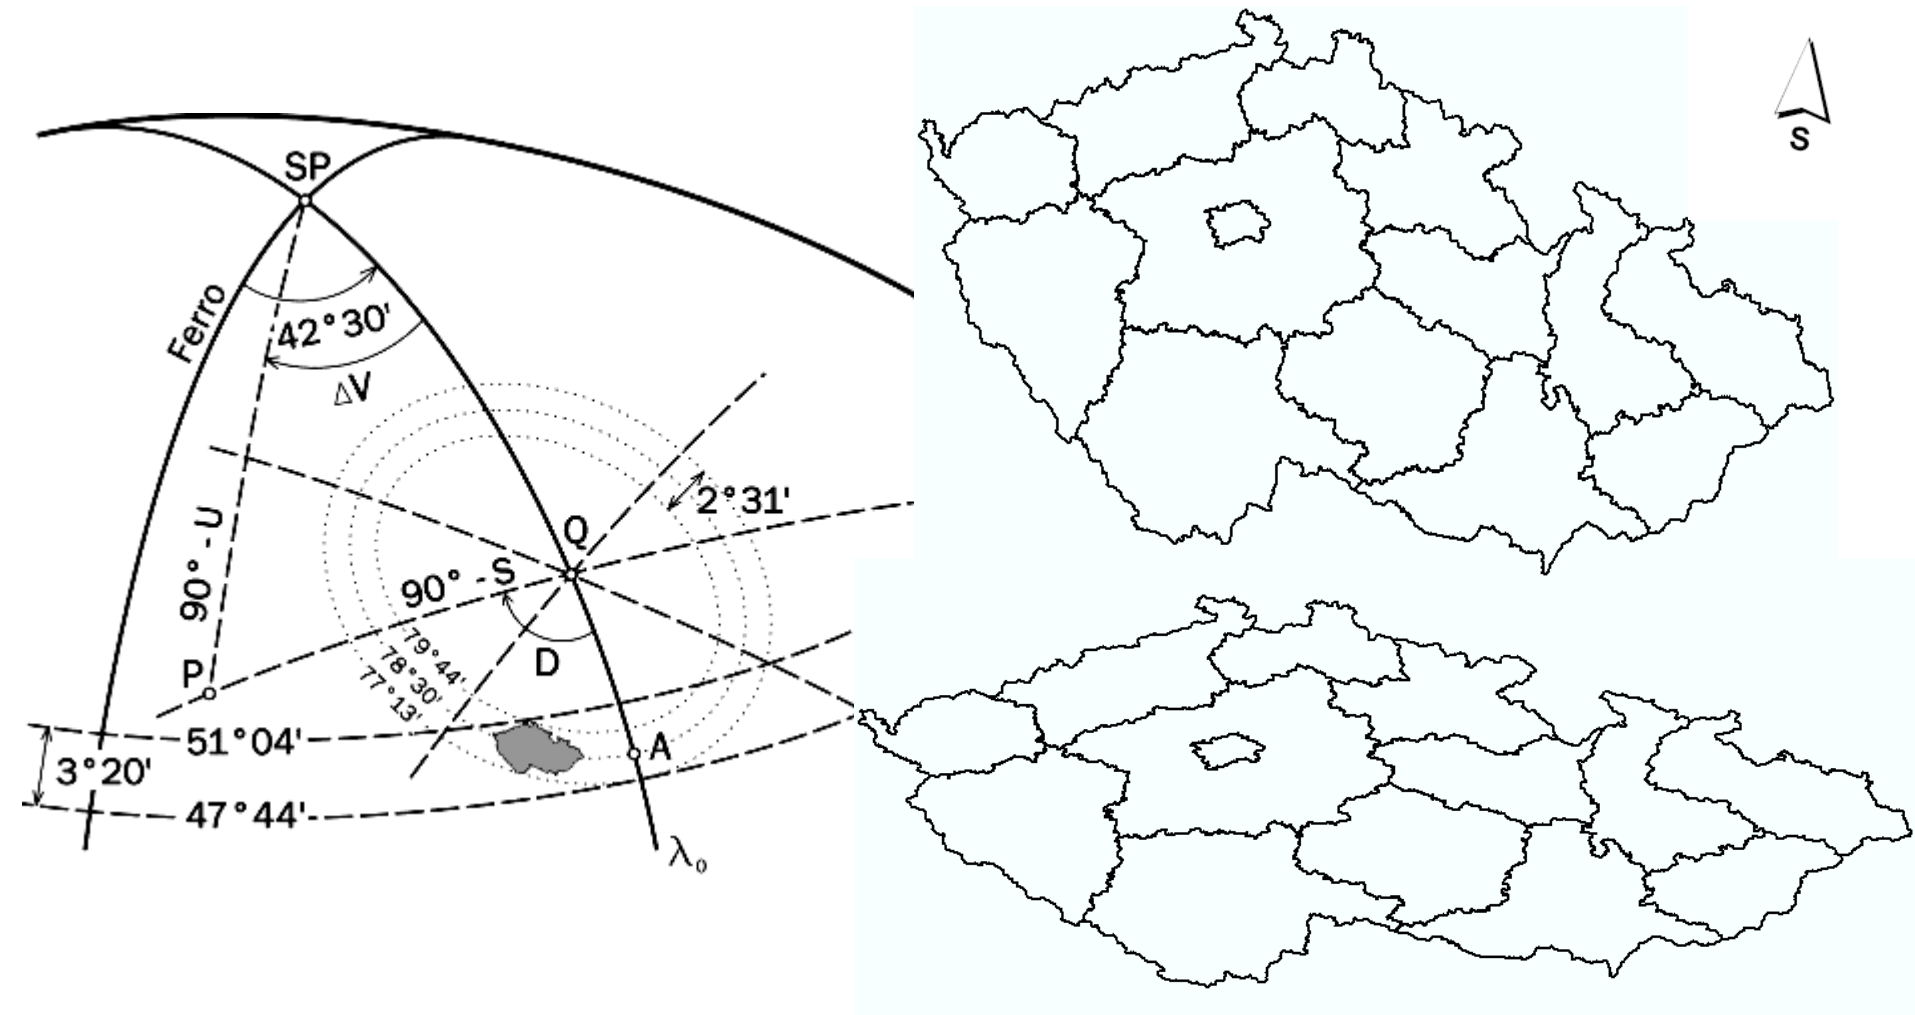 SP
Ferro
42°30'
ΔV
90° - U
Q
2°31'
90° - S
D
79°44'
78°30'
77°13'
P
51°04'
A
3°20'
47°44'
λ₀
S